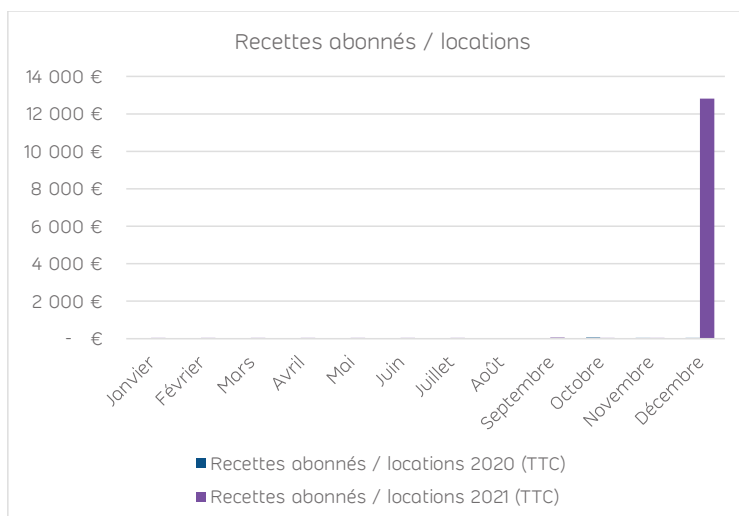 Recettes abonnés / locations
14 000 €
12 000 €
10 000 €
8 000 €
6 000 €
4 000 €
2 000 €
- €
Janvier
Février
Mars
Avril
Mai
Juin
Juillet
Août
Septembre
Octobre
Novembre
Décembre
Recettes abonnés / locations 2020 (TTC)
Recettes abonnés / locations 2021 (TTC)